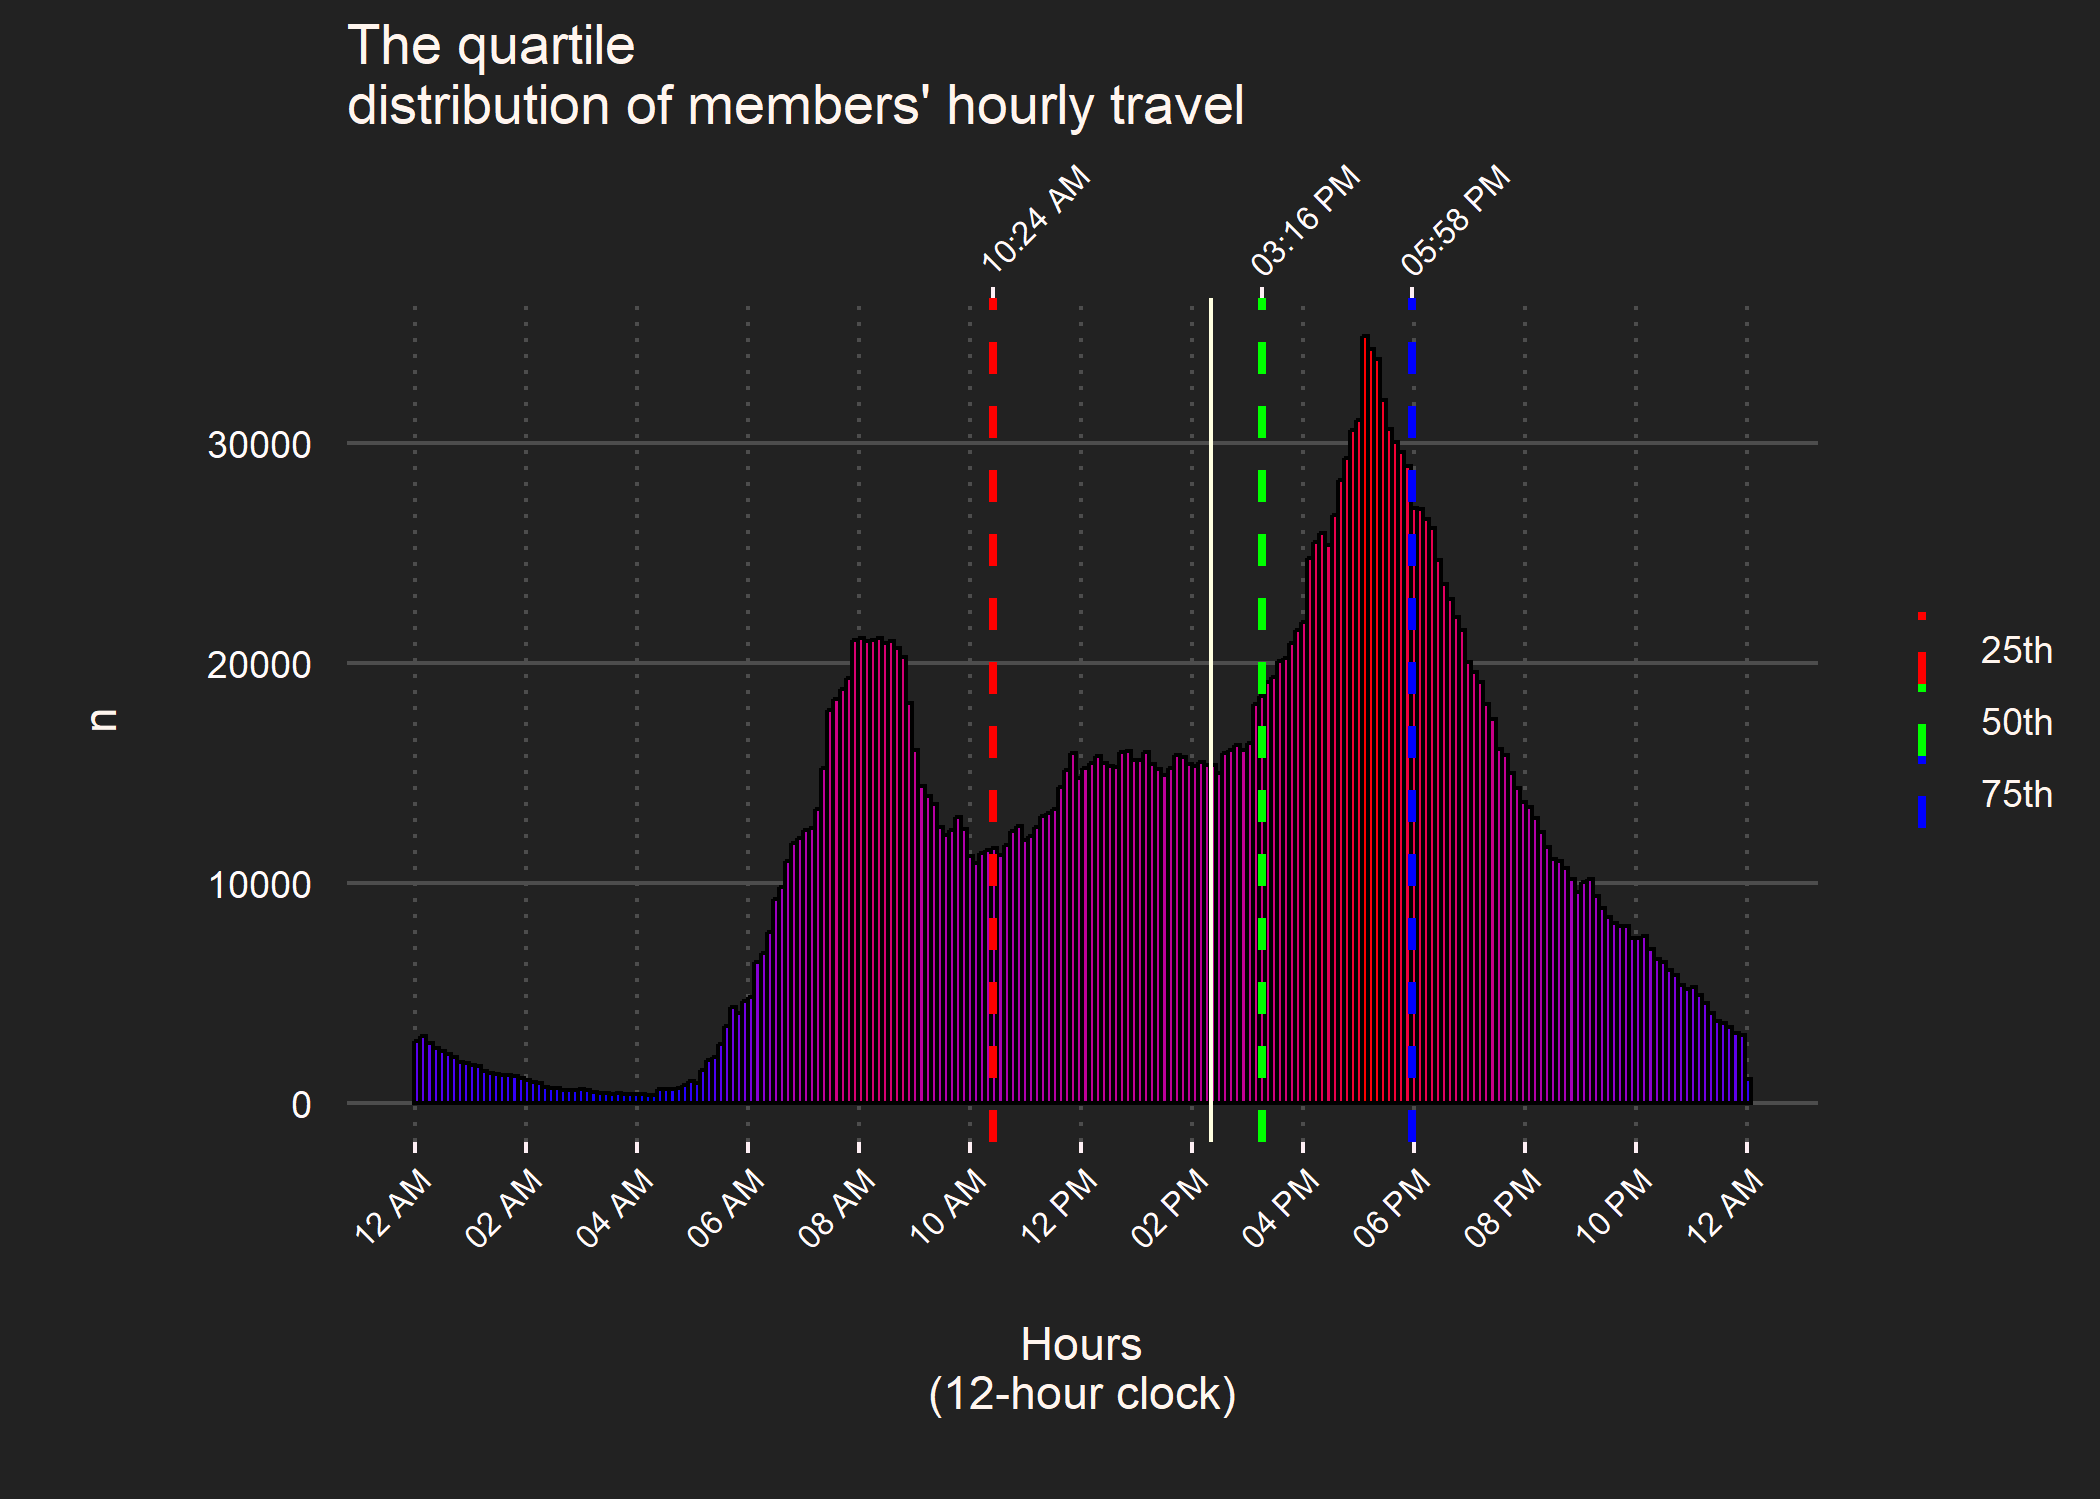 The quartile
distribution of members' hourly travel
10:24 AM
03:16 PM
05:58 PM
30000
20000
10000
0
n
25th
50th
75th
12 AM
02 AM
04 AM
06 AM
08 AM
10 AM
12 PM
02 PM
04 PM
06 PM
08 PM
10 PM
12 AM
Hours
(12-hour clock)